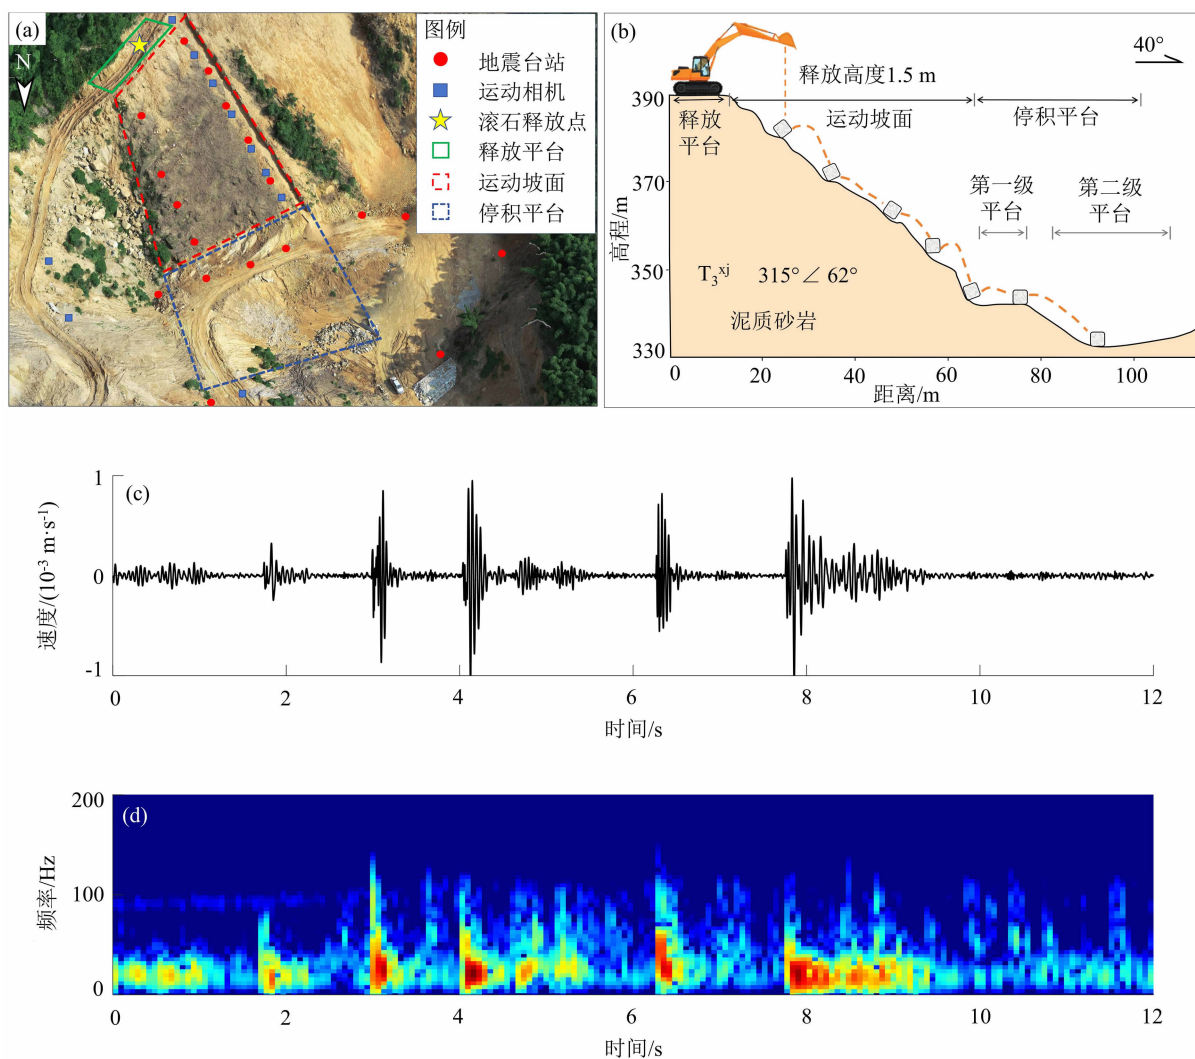 (a)
N
图例
地震台站
运动相机
滚石释放点
释放平台
运动坡面
停积平台
(b)
40°
释放高度1.5 m
390
释放
平台
运动坡面
停积平台
370
第一级
平台
第二级
平台
高程/m
350
T₃ˣʲ 315°∠ 62°
泥质砂岩
330
0 20 40 60 80 100
距离/m
(c)
1
0
-1
速度/(10⁻³ m·s⁻¹)
0 2 4 6 8 10 12
时间/s
(d)
200
100
0
频率/Hz
0 2 4 6 8 10 12
时间/s